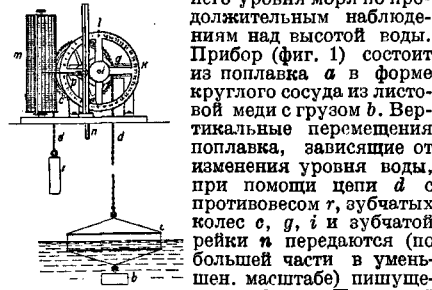 него уровня моря по про-
должительным наблюде-
ниям над высотой воды.
Прибор (фиг. 1) состоит
из поплавка a в форме
круглого сосуда из листо-
вой меди с грузом b. Вер-
тикальные перемещения
поплавка, зависящие от
изменения уровня воды,
при помощи цепи d с
противовесом r, зубчатых
колес c, g, i и зубчатой
рейки n передаются (по
большей части в умень-
шен. масштабе) пишуще-
l
m
g
к
p
d
n
d
r
b